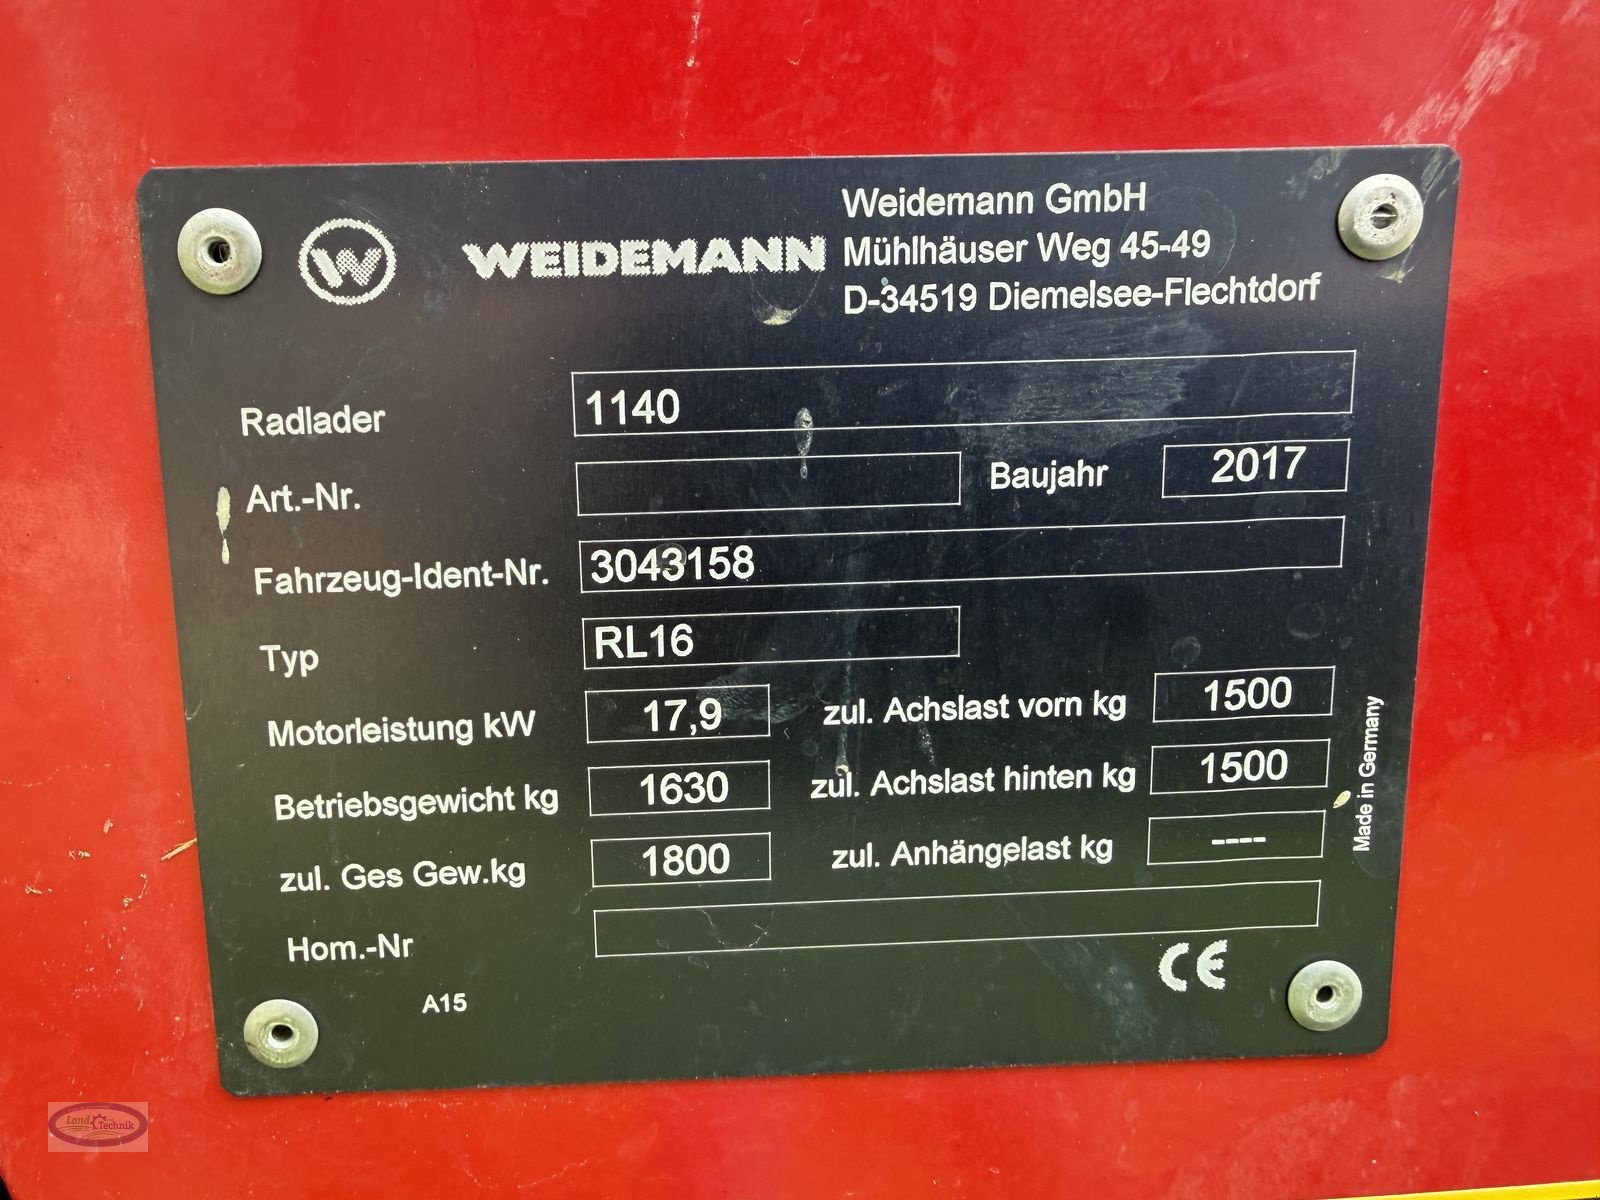 W WEIDEMANN
Weidemann GmbH
Mühlhäuser Weg 45-49
D-34519 Diemelsee-Flechtdorf
Radlader 1140
Art.-Nr. Baujahr 2017
Fahrzeug-Ident-Nr. 3043158
Typ RL16
Motorleistung kW 17,9 zul. Achslast vorn kg 1500
Betriebsgewicht kg 1630 zul. Achslast hinten kg 1500
zul. Ges Gew.kg 1800 zul. Anhängelast kg ----
Hom.-Nr
A15
CE
Made in Germany
Land Technik